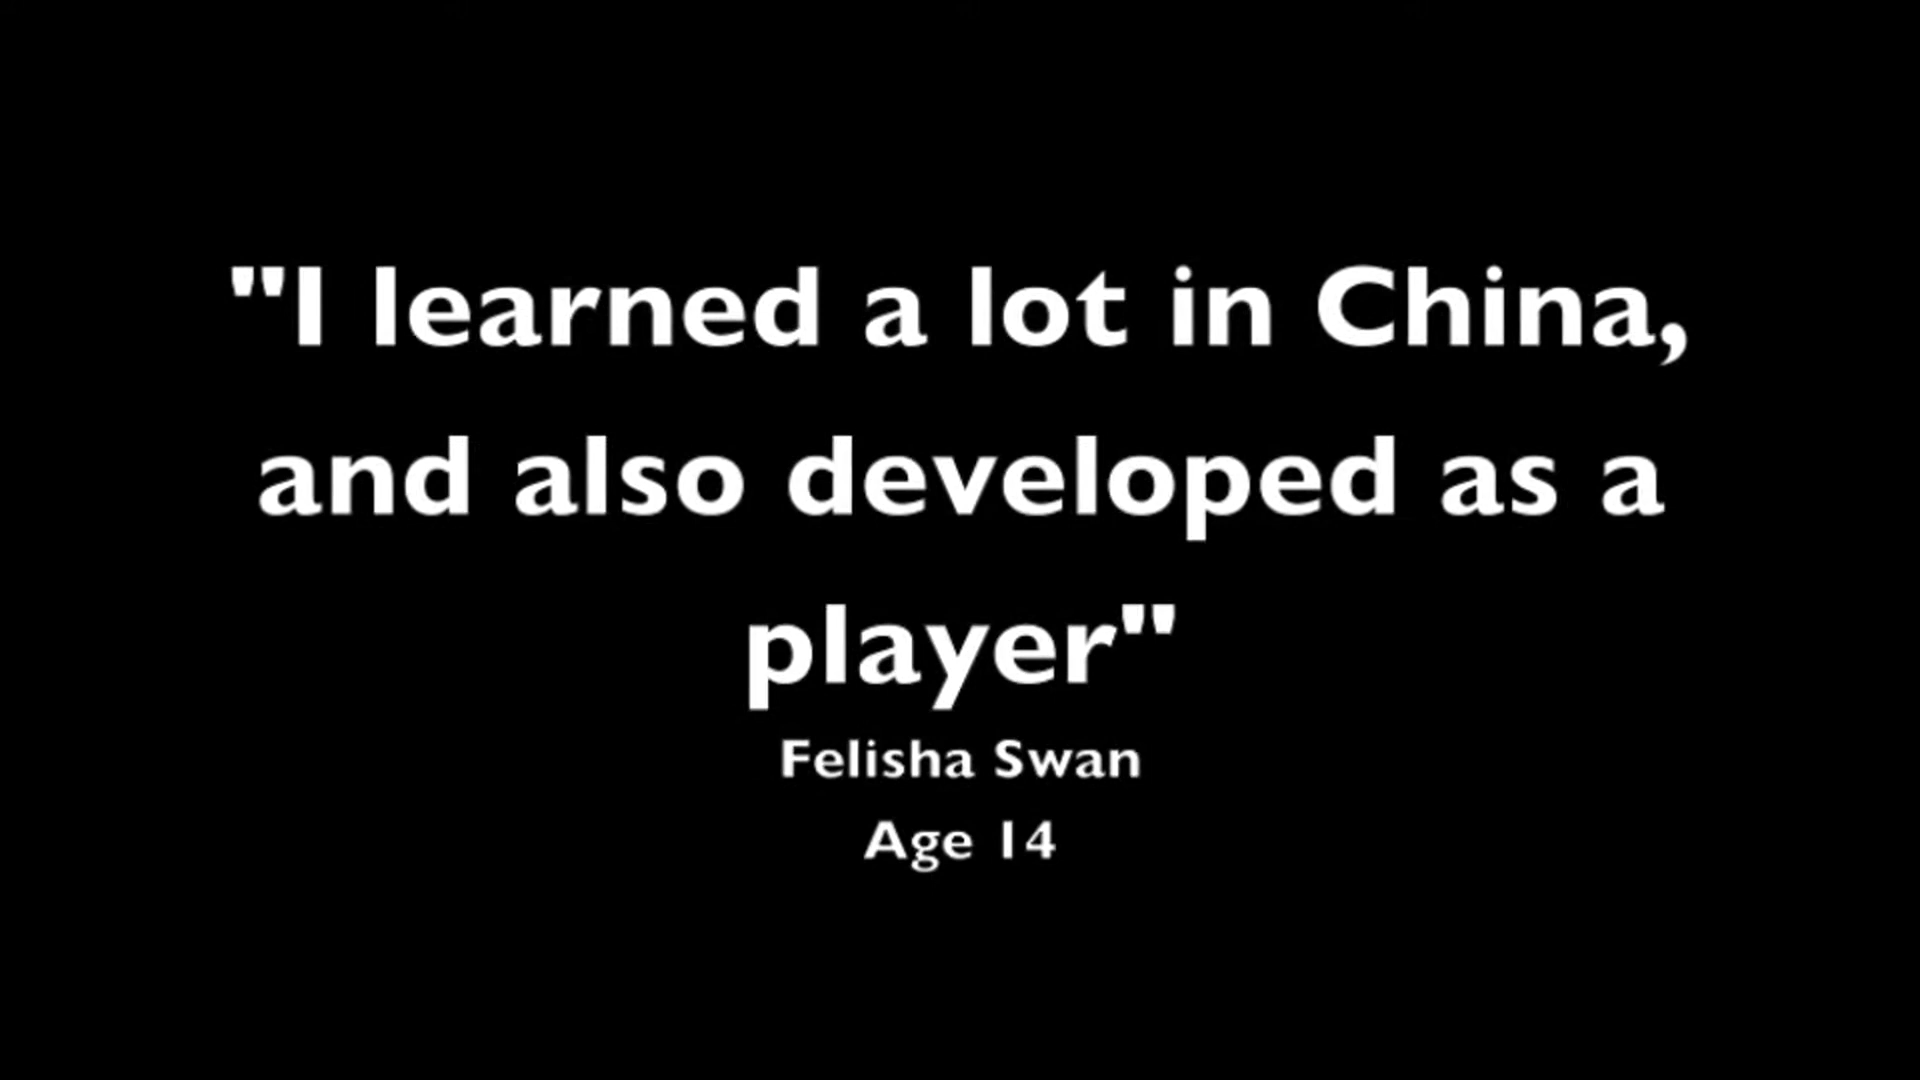 "I learned a lot in China,
and also developed as a
player"
Felisha Swan
Age 14